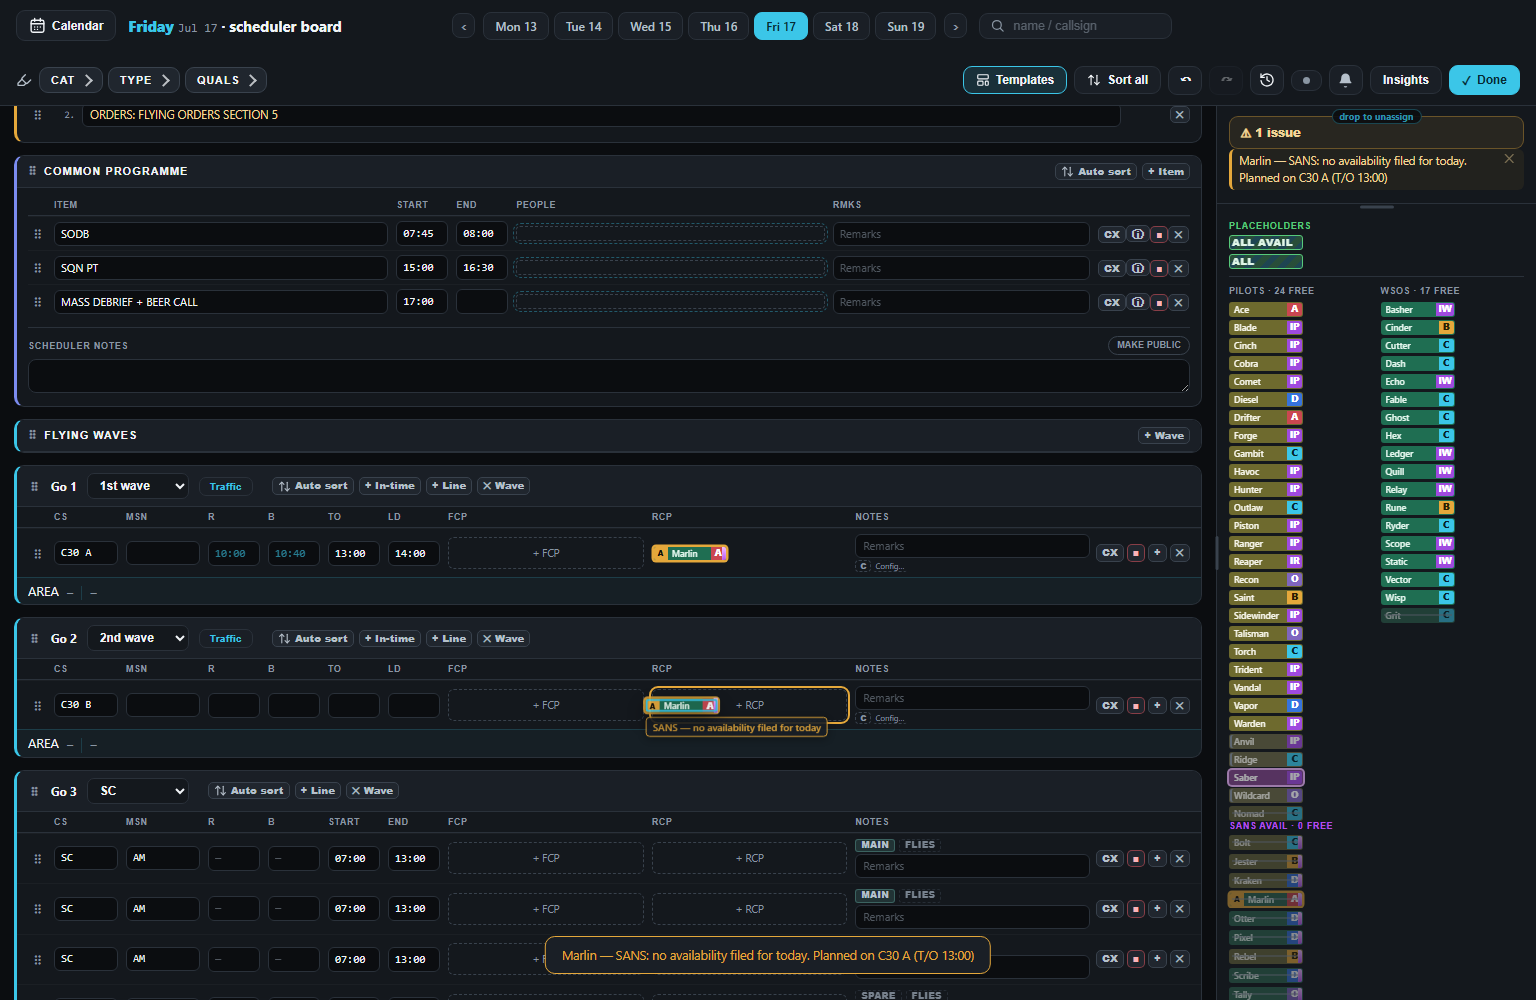 Calendar
Friday Jul 17 · scheduler board
‹ Mon 13 Tue 14 Wed 15 Thu 16 Fri 17 Sat 18 Sun 19 ›
name / callsign
CAT TYPE QUALS
Templates Sort all Insights ✓ Done
2. ORDERS: FLYING ORDERS SECTION 5
COMMON PROGRAMME Auto sort + Item
ITEM START END PEOPLE RMKS
SODB 07:45 08:00 Remarks CX
SQN PT 15:00 16:30 Remarks CX
MASS DEBRIEF + BEER CALL 17:00 Remarks CX
SCHEDULER NOTES MAKE PUBLIC
FLYING WAVES + Wave
Go 1 1st wave Traffic Auto sort + In-time + Line X Wave
CS MSN R B TO LD FCP RCP NOTES
C30 A 10:00 10:40 13:00 14:00 + FCP A Marlin A Remarks CX
C Config...
AREA – –
Go 2 2nd wave Traffic Auto sort + In-time + Line X Wave
CS MSN R B TO LD FCP RCP NOTES
C30 B + FCP A Marlin A + RCP Remarks CX
C Config...
SANS — no availability filed for today
AREA – –
Go 3 SC Auto sort + Line X Wave
CS MSN R B START END FCP RCP NOTES
MAIN FLIES
SC AM – – 07:00 13:00 + FCP + RCP Remarks CX
MAIN FLIES
SC AM – – 07:00 13:00 + FCP + RCP Remarks CX
SC AM – – 07:00 13:00 CX
SPARE FLIES
Marlin — SANS: no availability filed for today. Planned on C30 A (T/O 13:00)
drop to unassign
⚠ 1 issue
Marlin — SANS: no availability filed for today.
Planned on C30 A (T/O 13:00)
PLACEHOLDERS
ALL AVAIL
ALL
PILOTS · 24 FREE
Ace A
Blade IP
Cinch IP
Cobra IP
Comet IP
Diesel D
Drifter A
Forge IP
Gambit C
Havoc IP
Hunter IP
Outlaw C
Piston IP
Ranger IP
Reaper IR
Recon O
Saint B
Sidewinder IP
Talisman O
Torch C
Trident IP
Vandal IP
Vapor D
Warden IP
Anvil IP
Ridge C
Saber IP
Wildcard O
Nomad C
SANS AVAIL · 0 FREE
Bolt C
Jester B
Kraken D
A Marlin A
Otter D
Pixel D
Rebel B
Scribe D
Tally O
WSOS · 17 FREE
Basher IW
Cinder B
Cutter C
Dash C
Echo IW
Fable C
Ghost C
Hex C
Ledger IW
Quill IW
Relay IW
Rune B
Ryder C
Scope IW
Static IW
Vector C
Wisp C
Grit C